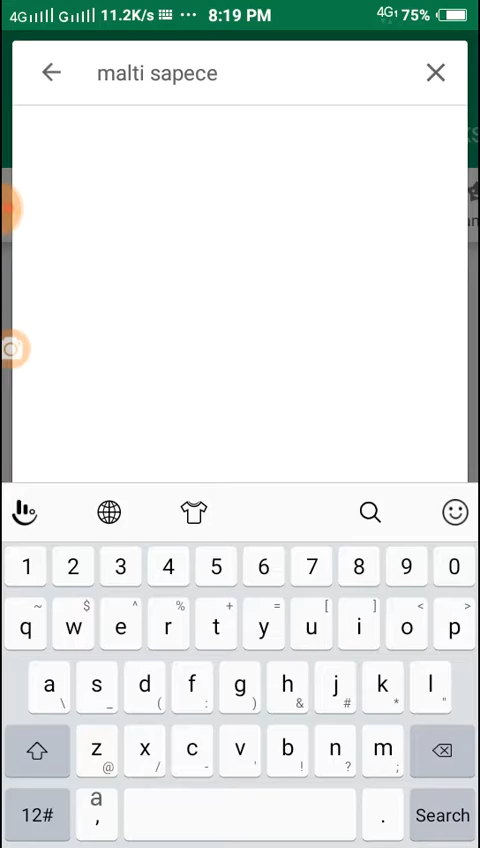 4G G 11.2K/s ··· 8:19 PM 4G1 75%
malti sapece
1 2 3 4 5 6 7 8 9 0
~ $ ^ % + = [ ] < >
q w e r t y u i o p
a s d f g h j k l
\ _ ( : ) & # * "
z x c v b n m
@ / - ' ! ? ;
12# a , . Search